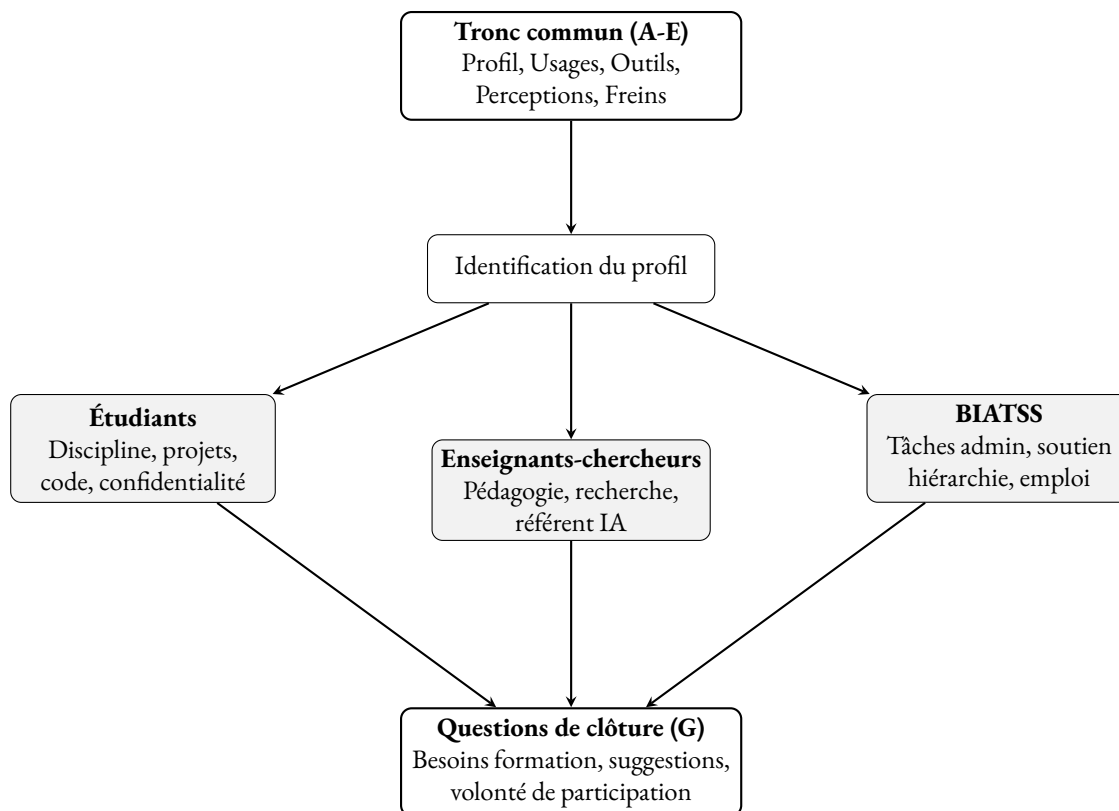 Tronc commun (A-E)
Profil, Usages, Outils,
Perceptions, Freins
Identification du profil
Étudiants
Discipline, projets,
code, confidentialité
Enseignants-chercheurs
Pédagogie, recherche,
référent IA
BIATSS
Tâches admin, soutien
hiérarchie, emploi
Questions de clôture (G)
Besoins formation, suggestions,
volonté de participation